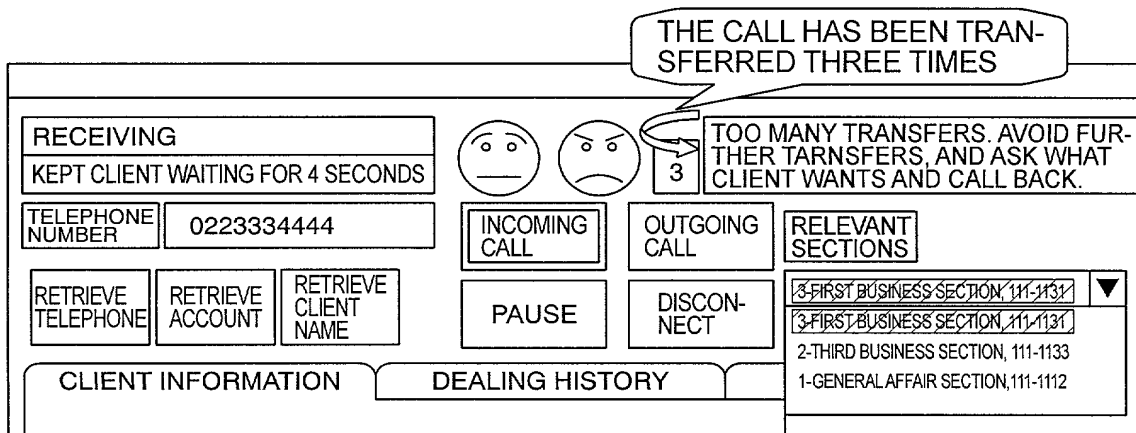 THE CALL HAS BEEN TRAN-
SFERRED THREE TIMES
RECEIVING
KEPT CLIENT WAITING FOR 4 SECONDS
3
TOO MANY TRANSFERS. AVOID FUR-
THER TARNSFERS, AND ASK WHAT
CLIENT WANTS AND CALL BACK.
TELEPHONE
NUMBER
0223334444
INCOMING
CALL
OUTGOING
CALL
RELEVANT
SECTIONS
RETRIEVE
TELEPHONE
RETRIEVE
ACCOUNT
RETRIEVE
CLIENT
NAME
PAUSE
DISCON-
NECT
3-FIRST BUSINESS SECTION, 111-1131
3-FIRST BUSINESS SECTION, 111-1131
2-THIRD BUSINESS SECTION, 111-1133
1-GENERAL AFFAIR SECTION, 111-1112
CLIENT INFORMATION
DEALING HISTORY